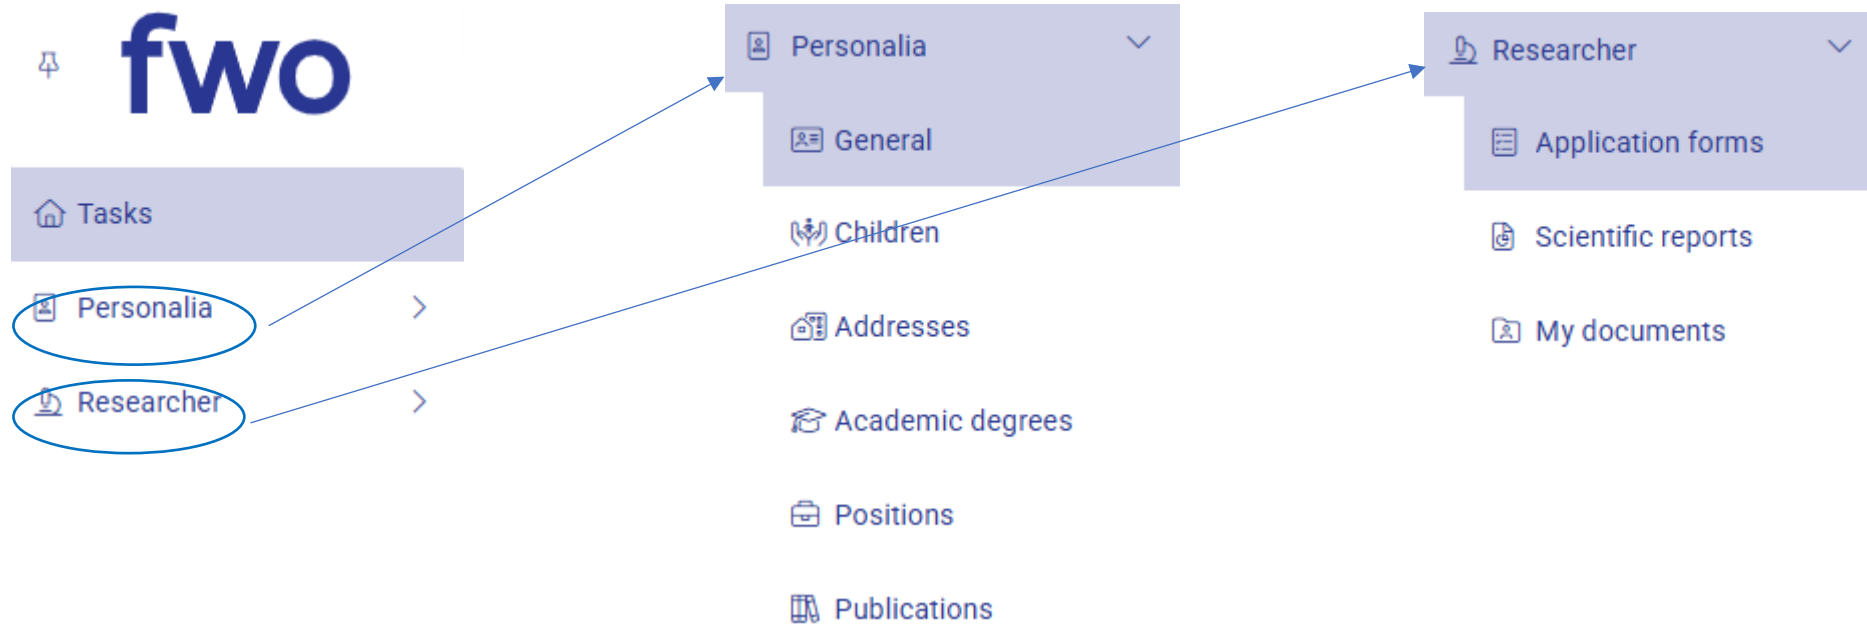 fwo
Tasks
Personalia
Researcher
Personalia
General
Children
Addresses
Academic degrees
Positions
Publications
Researcher
Application forms
Scientific reports
My documents